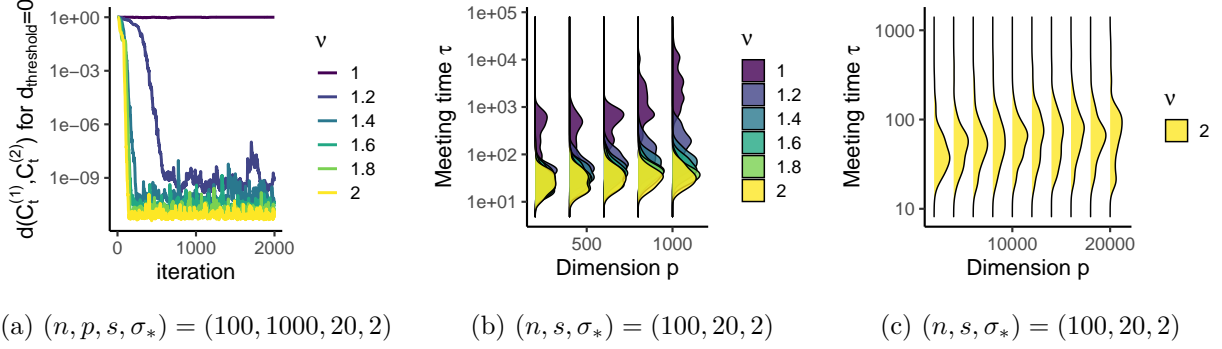 d(C_t^(1),C_t^(2)) for d_threshold=0
1e+00
1e−03
1e−06
1e−09
0
1000
2000
iteration
ν
1
1.2
1.4
1.6
1.8
2
Meeting time τ
1e+05
1e+04
1e+03
1e+02
1e+01
500
1000
Dimension p
ν
1
1.2
1.4
1.6
1.8
2
Meeting time τ
1000
100
10
10000
20000
Dimension p
ν
2
(a) (n, p, s, σ_*) = (100, 1000, 20, 2)
(b) (n, s, σ_*) = (100, 20, 2)
(c) (n, s, σ_*) = (100, 20, 2)